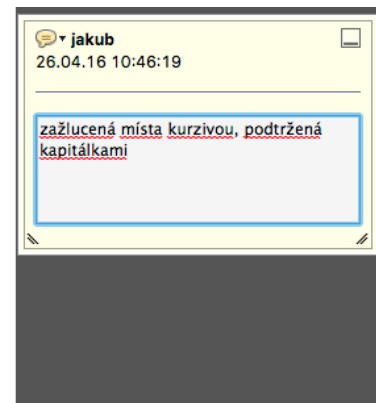 jakub
26.04.16 10:46:19
zažlucená místa kurzivou, podtržená
kapitálkami